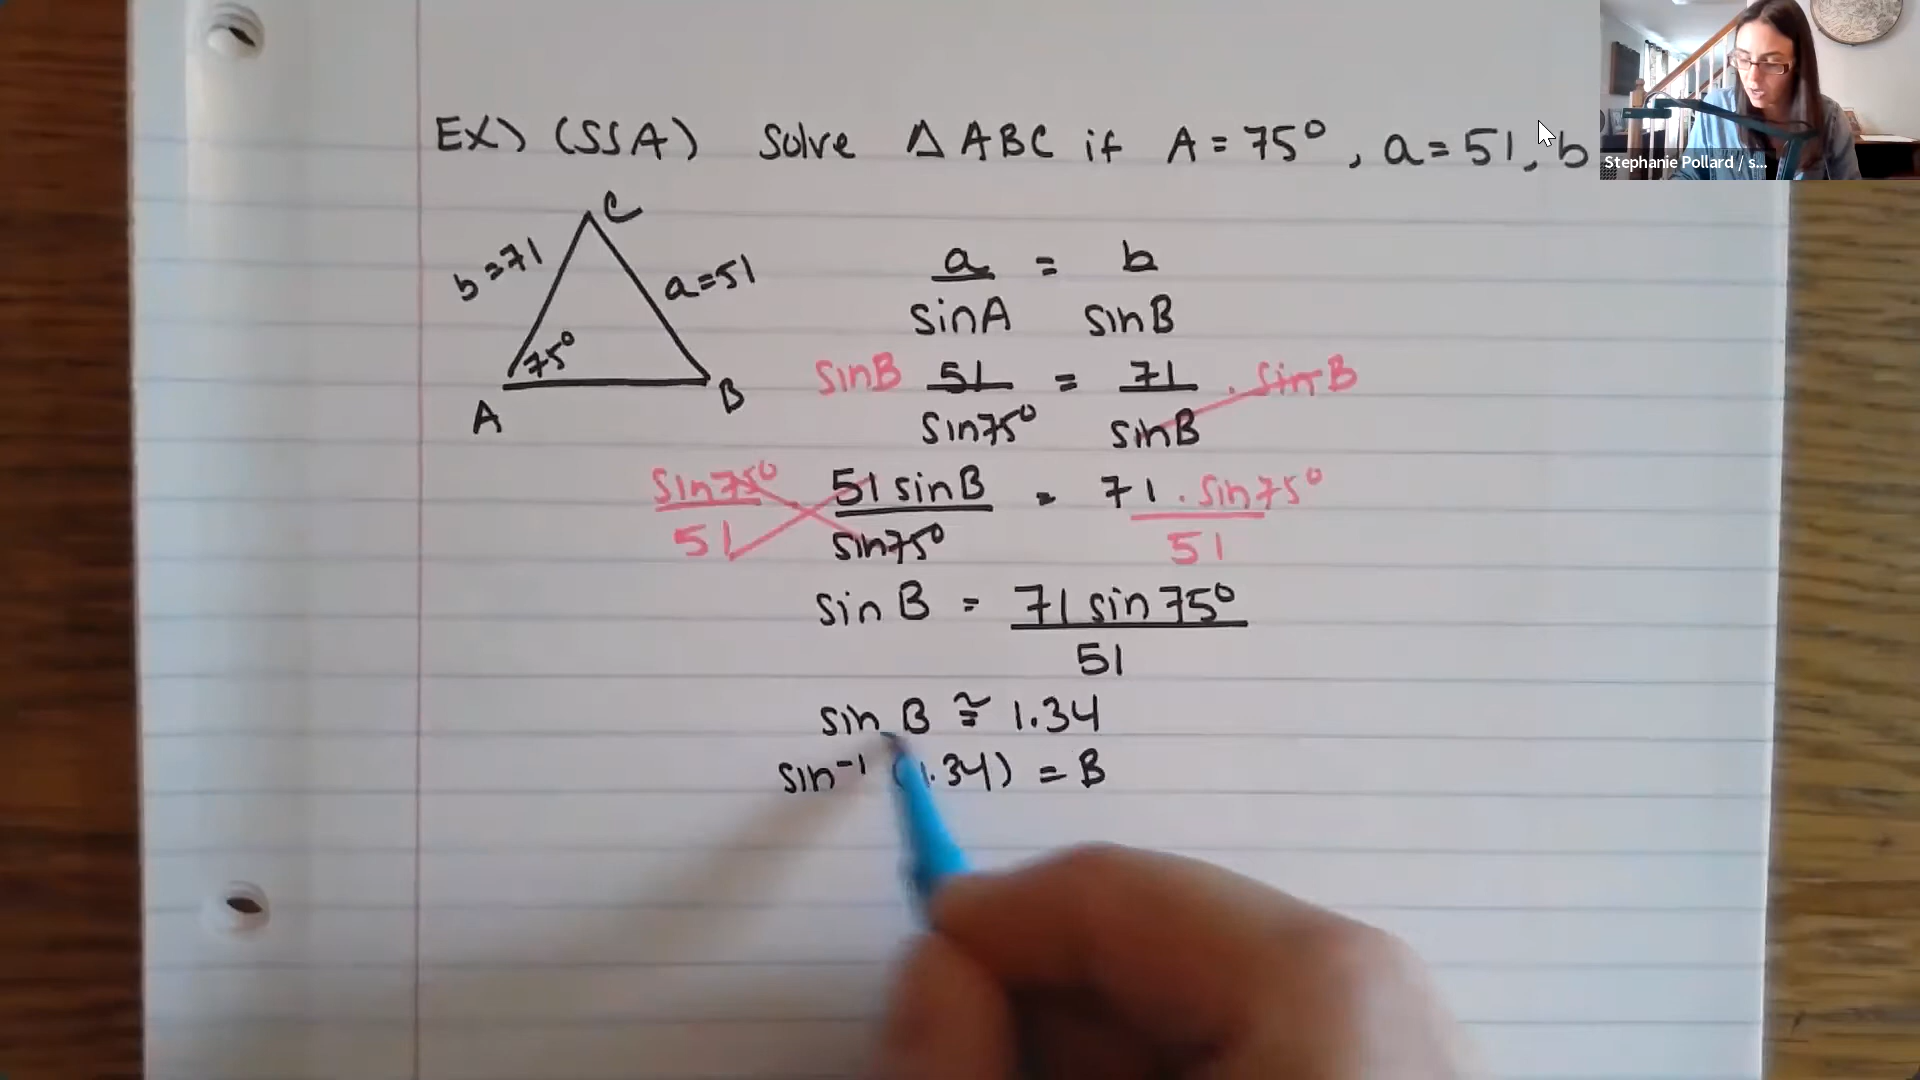 EX) (SSA) Solve △ABC if A = 75°, a = 51, b
Stephanie Pollard / s...
C
b = 71
a = 51
75°
A
B
a/sinA = b/sinB
sinB 51/sin75° = 71/sinB · sinB
sin75°/51 51 sinB/sin75° = 71 · sin75°/51
sin B = 71 sin 75°/51
sin B ≅ 1.34
sin⁻¹ (1.34) = B